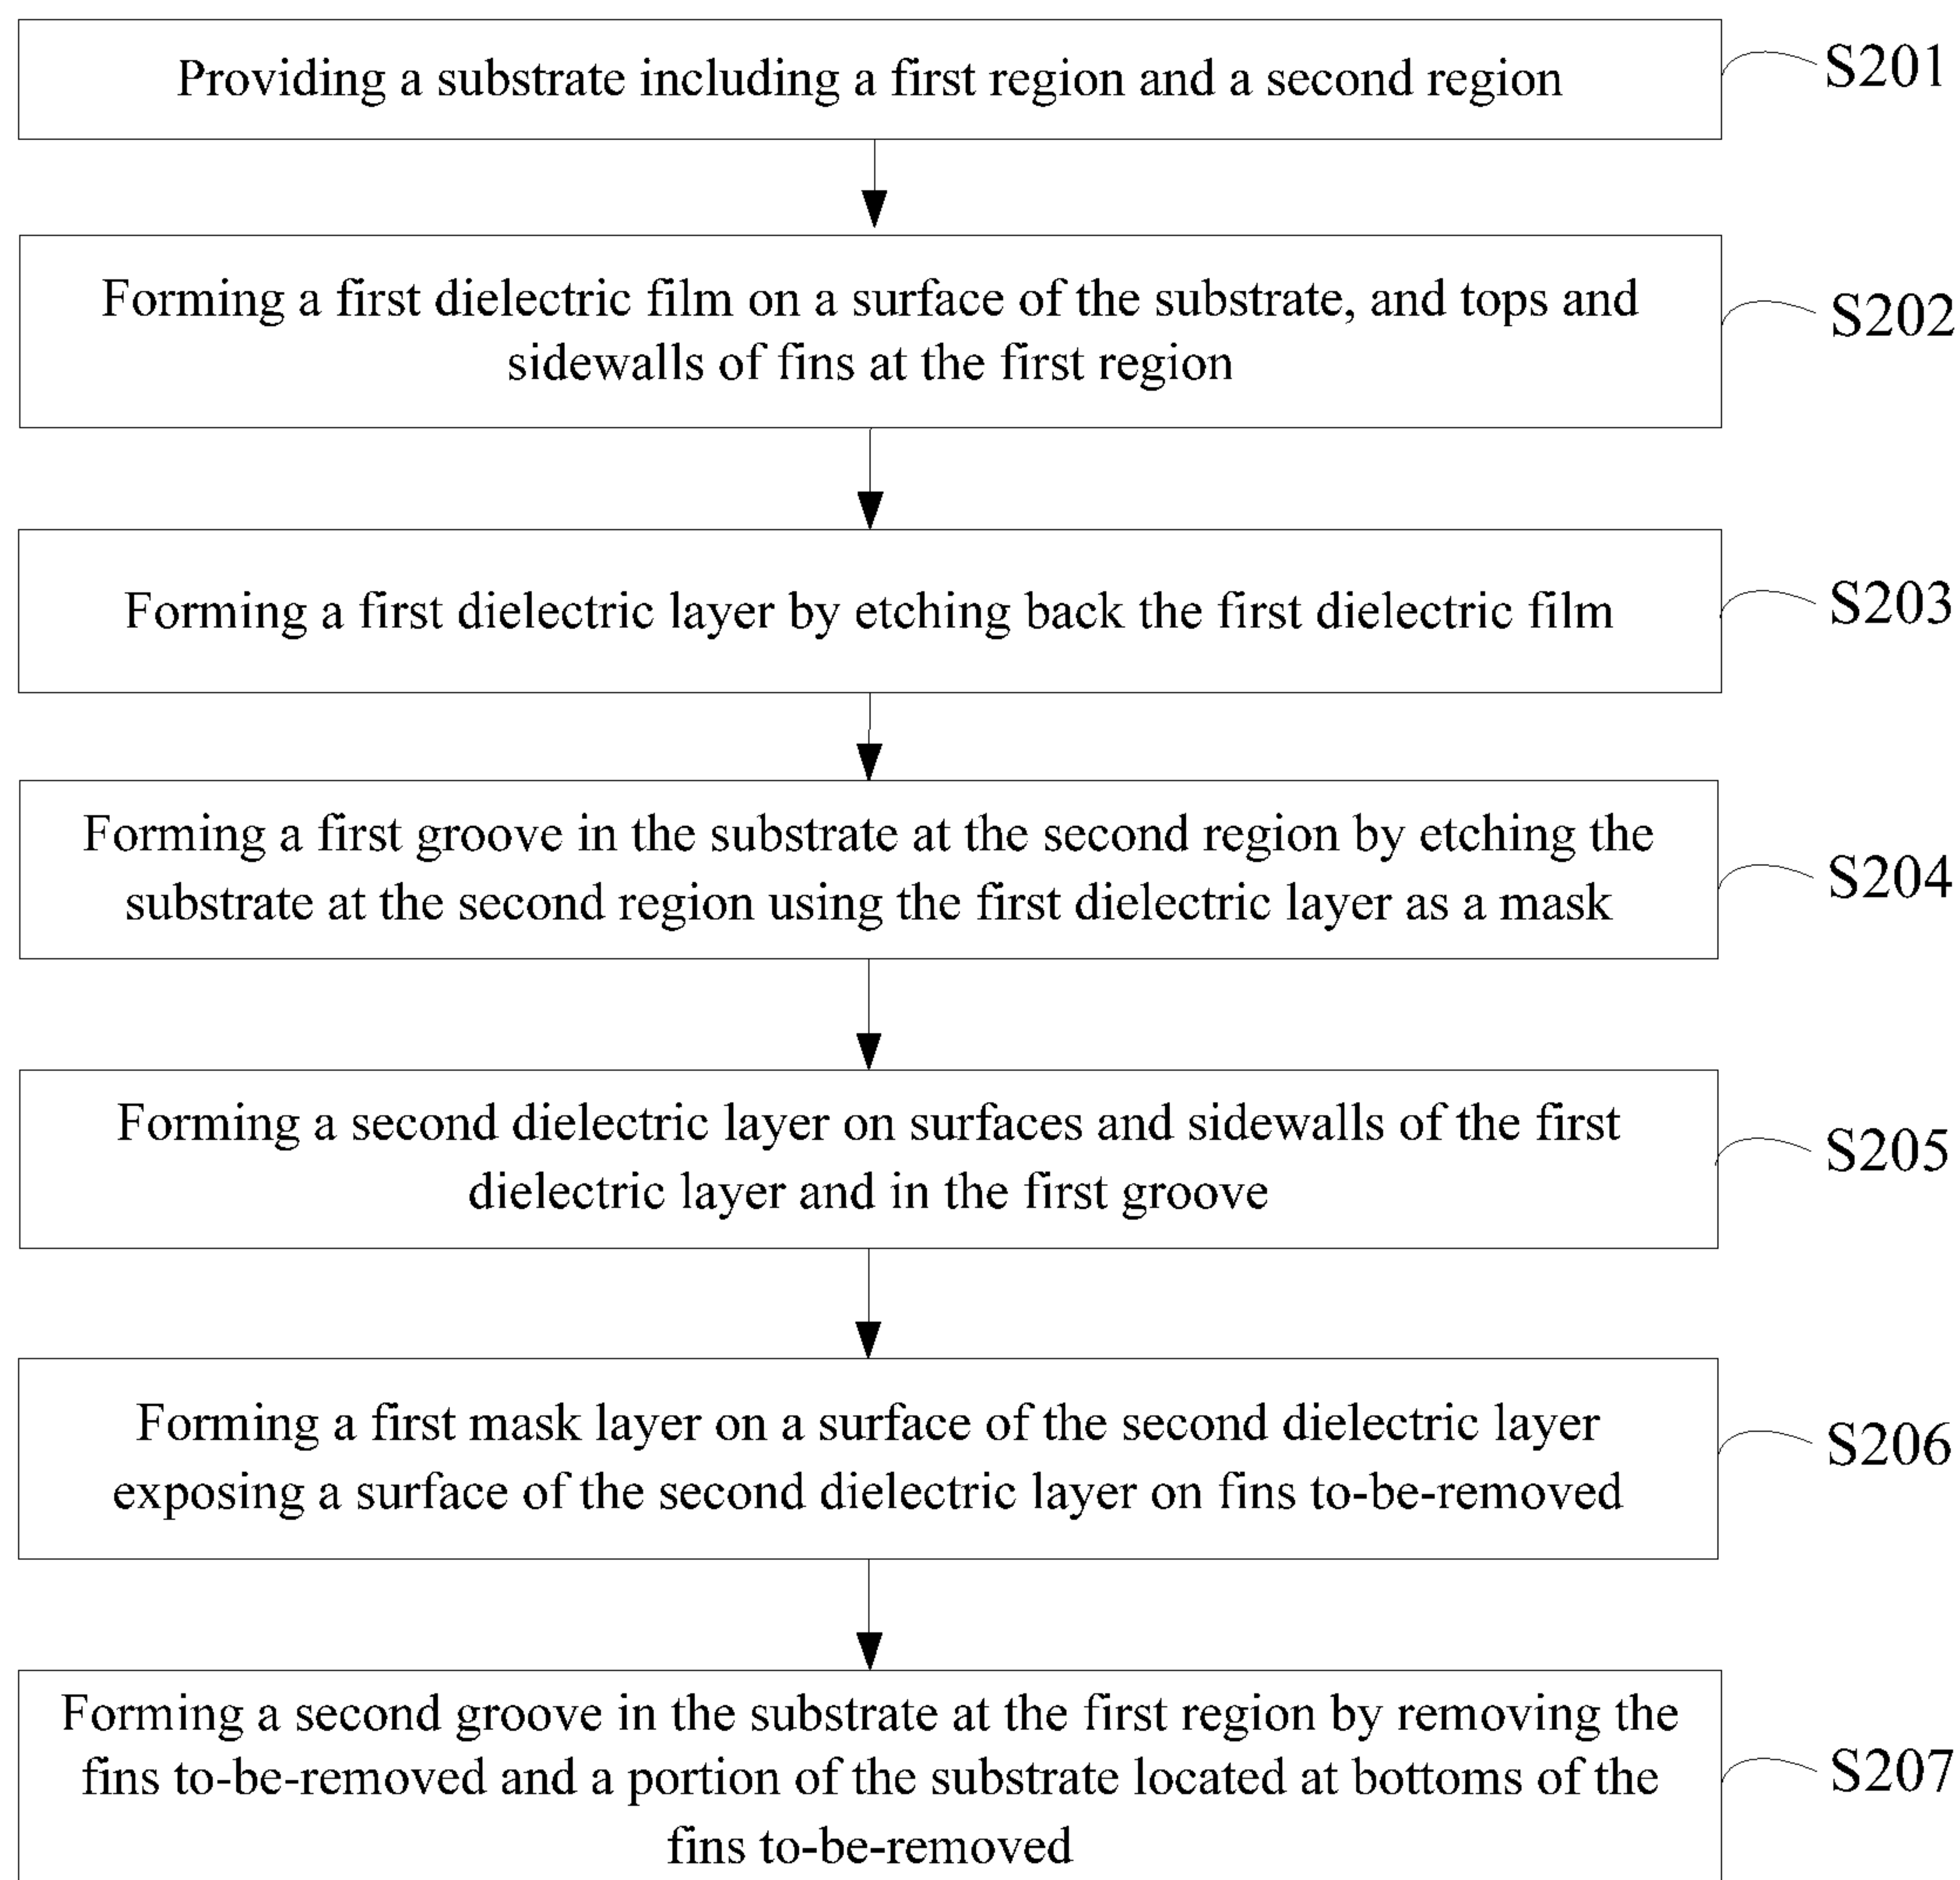 Providing a substrate including a first region and a second region
S201
Forming a first dielectric film on a surface of the substrate, and tops and
sidewalls of fins at the first region
S202
Forming a first dielectric layer by etching back the first dielectric film
S203
Forming a first groove in the substrate at the second region by etching the
substrate at the second region using the first dielectric layer as a mask
S204
Forming a second dielectric layer on surfaces and sidewalls of the first
dielectric layer and in the first groove
S205
Forming a first mask layer on a surface of the second dielectric layer
exposing a surface of the second dielectric layer on fins to-be-removed
S206
Forming a second groove in the substrate at the first region by removing the
fins to-be-removed and a portion of the substrate located at bottoms of the
fins to-be-removed
S207